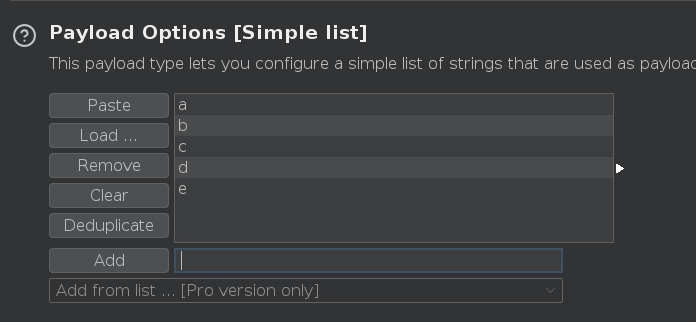 Payload Options [Simple list]
This payload type lets you configure a simple list of strings that are used as payload
Paste
Load ...
Remove
Clear
Deduplicate
a
b
c
d
e
Add
Add from list ... [Pro version only]